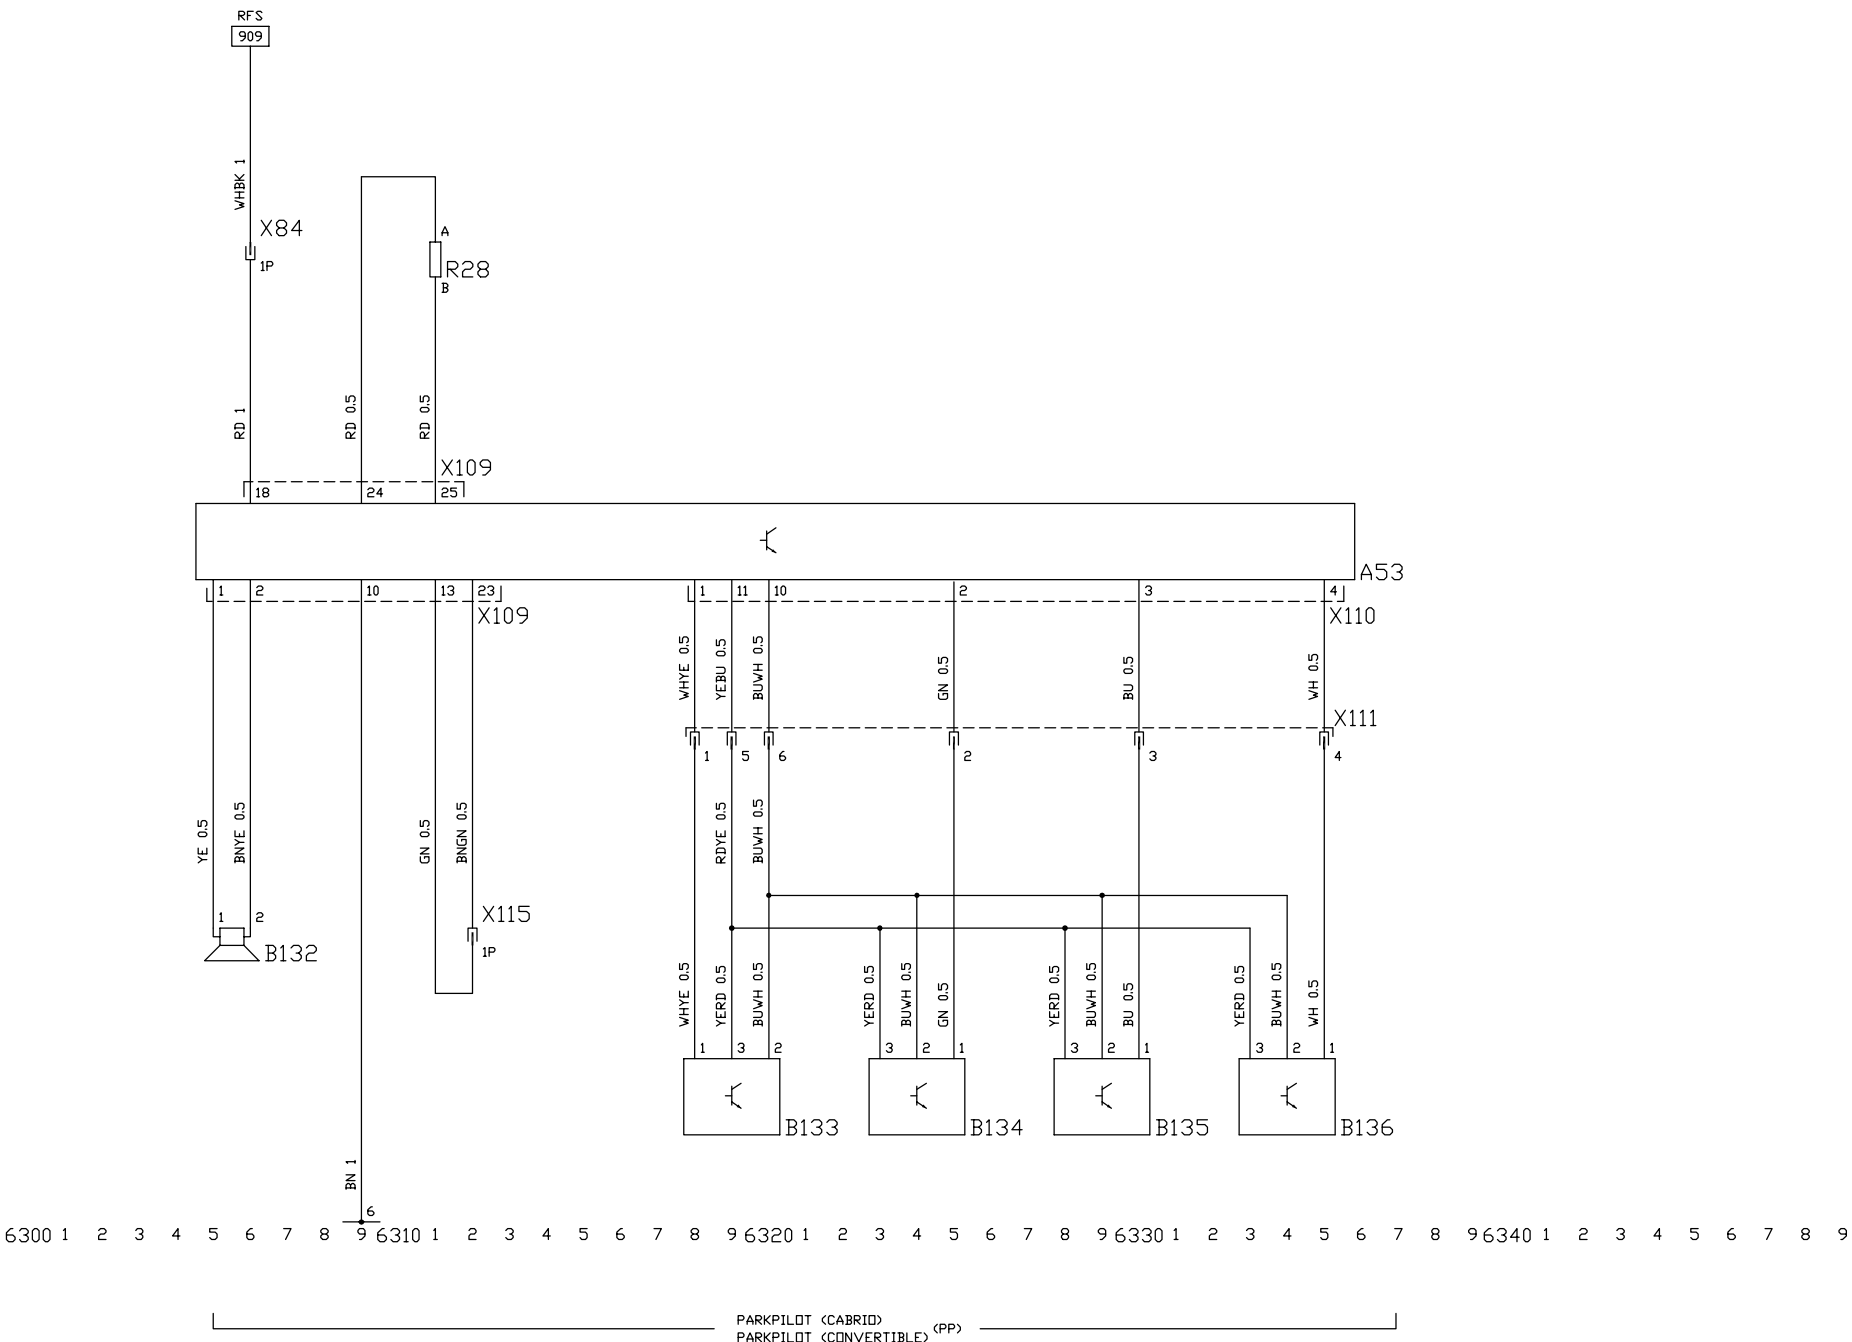 RFS
909
WHBK 1
X84
1P
A
R28
B
RD 1
RD 0.5
RD 0.5
X109
18 24 25
A53
1 2 10 13 23 1 11 10 2 3 4
X109
X110
WHYE 0.5
YEBU 0.5
BUWH 0.5
GN 0.5
BU 0.5
WH 0.5
X111
1 5 6 2 3 4
YE 0.5
BNYE 0.5
GN 0.5
BNGN 0.5
RDYE 0.5
BUWH 0.5
1 2
X115
B132
1P
WHYE 0.5
YERD 0.5
BUWH 0.5
YERD 0.5
BUWH 0.5
GN 0.5
YERD 0.5
BUWH 0.5
BU 0.5
YERD 0.5
BUWH 0.5
WH 0.5
1 3 2 3 2 1 3 2 1 3 2 1
B133
B134
B135
B136
BN 1
6
6300 1 2 3 4 5 6 7 8 9 6310 1 2 3 4 5 6 7 8 9 6320 1 2 3 4 5 6 7 8 9 6330 1 2 3 4 5 6 7 8 9 6340 1 2 3 4 5 6 7 8 9
PARKPILOT (CABRIO)
PARKPILOT (CONVERTIBLE) (PP)